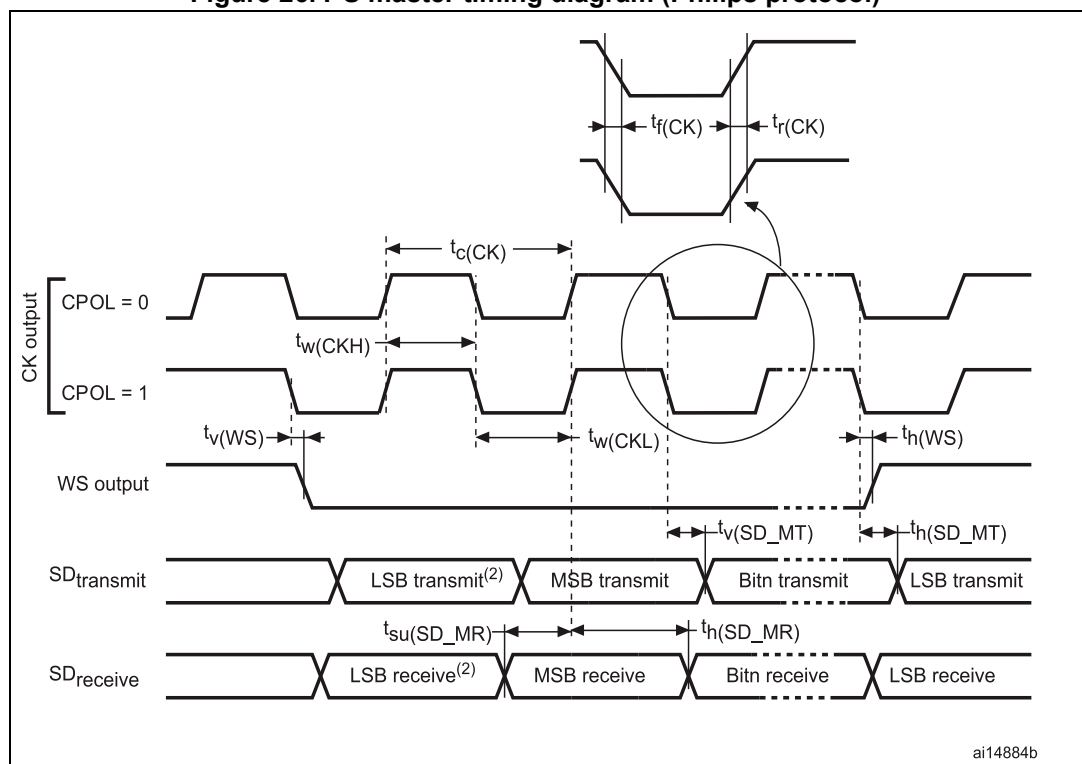 Figure master timing diagram (Philips protocol)
tf(CK)
tr(CK)
tc(CK)
CK output
CPOL = 0
tw(CKH)
CPOL = 1
tv(WS)
tw(CKL)
th(WS)
WS output
tv(SD_MT)
th(SD_MT)
SDtransmit
LSB transmit(2)
MSB transmit
Bitn transmit
LSB transmit
tsu(SD_MR)
th(SD_MR)
SDreceive
LSB receive(2)
MSB receive
Bitn receive
LSB receive
ai14884b